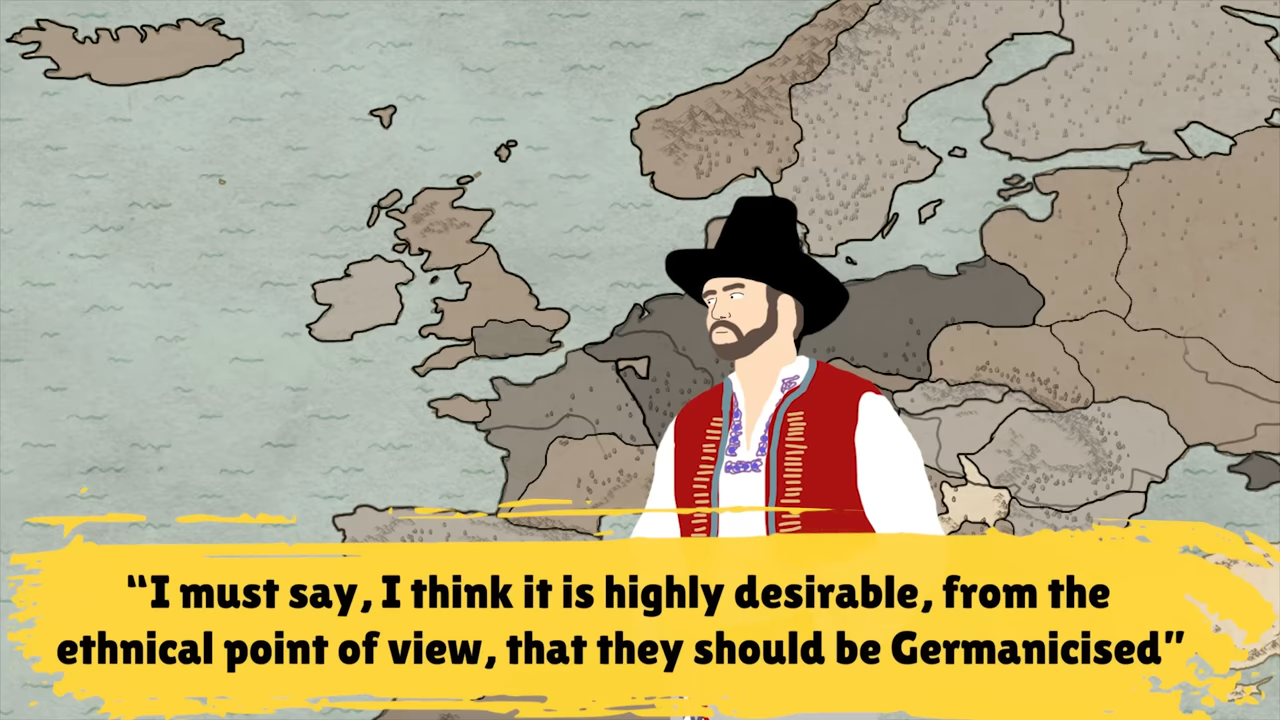 “I must say, I think it is highly desirable, from the
ethnical point of view, that they should be Germanicised”